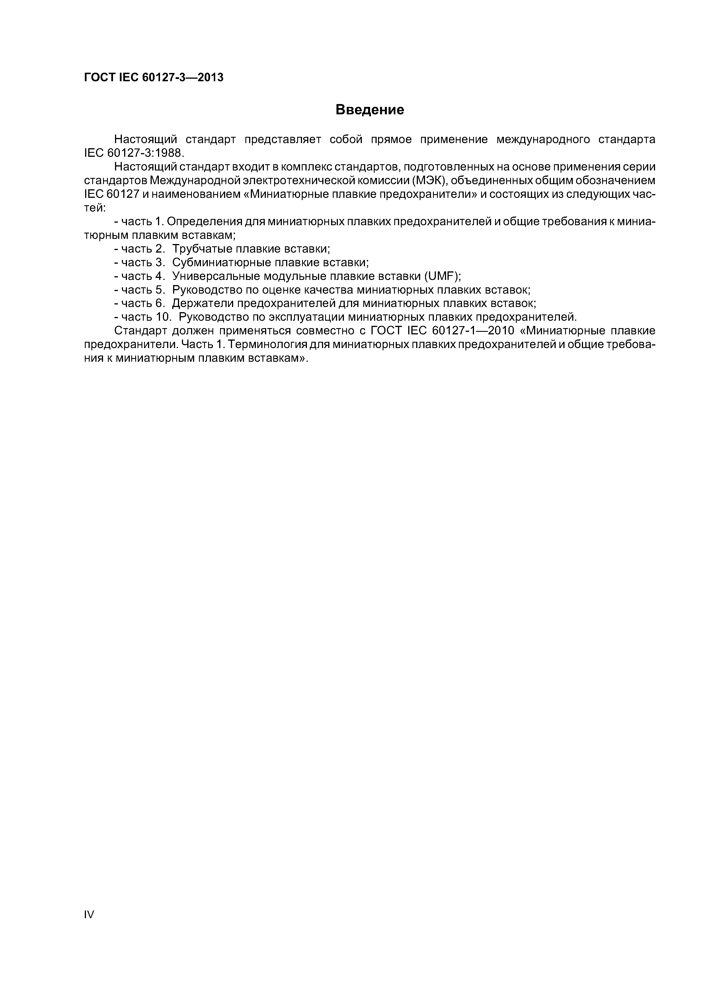 ГОСТ IEC 60127-3—2013
Введение
Настоящий стандарт представляет собой прямое применение международного стандарта
IEC 60127-3:1988.
Настоящий стандарт входит в комплекс стандартов, подготовленных на основе применения серии
стандартов Международной электротехнической комиссии (МЭК), объединенных общим обозначением
IEC 60127 и наименованием «Миниатюрные плавкие предохранители» и состоящих из следующих час-
тей:
- часть 1. Определения для миниатюрных плавких предохранителей и общие требования к миниа-
тюрным плавким вставкам;
- часть 2. Трубчатые плавкие вставки;
- часть 3. Субминиатюрные плавкие вставки;
- часть 4. Универсальные модульные плавкие вставки (UMF);
- часть 5. Руководство по оценке качества миниатюрных плавких вставок;
- часть 6. Держатели предохранителей для миниатюрных плавких вставок;
- часть 10. Руководство по эксплуатации миниатюрных плавких предохранителей.
Стандарт должен применяться совместно с ГОСТ IEC 60127-1—2010 «Миниатюрные плавкие
предохранители. Часть 1. Терминология для миниатюрных плавких предохранителей и общие требова-
ния к миниатюрным плавким вставкам».
IV